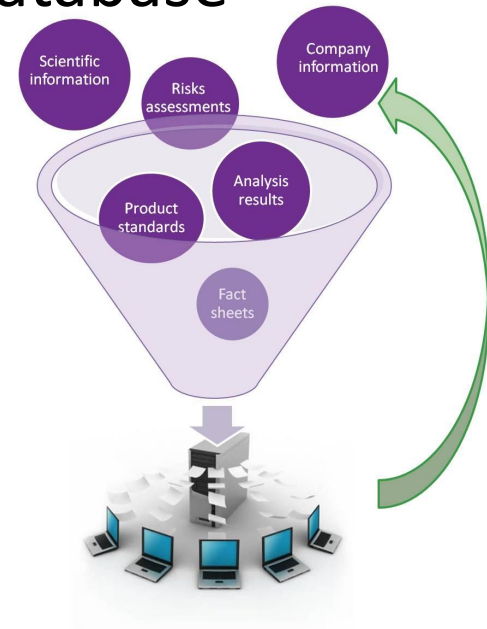 atabase
Scientific
information
Company
information
Risks
assessments
Analysis
results
Product
standards
Fact
sheets